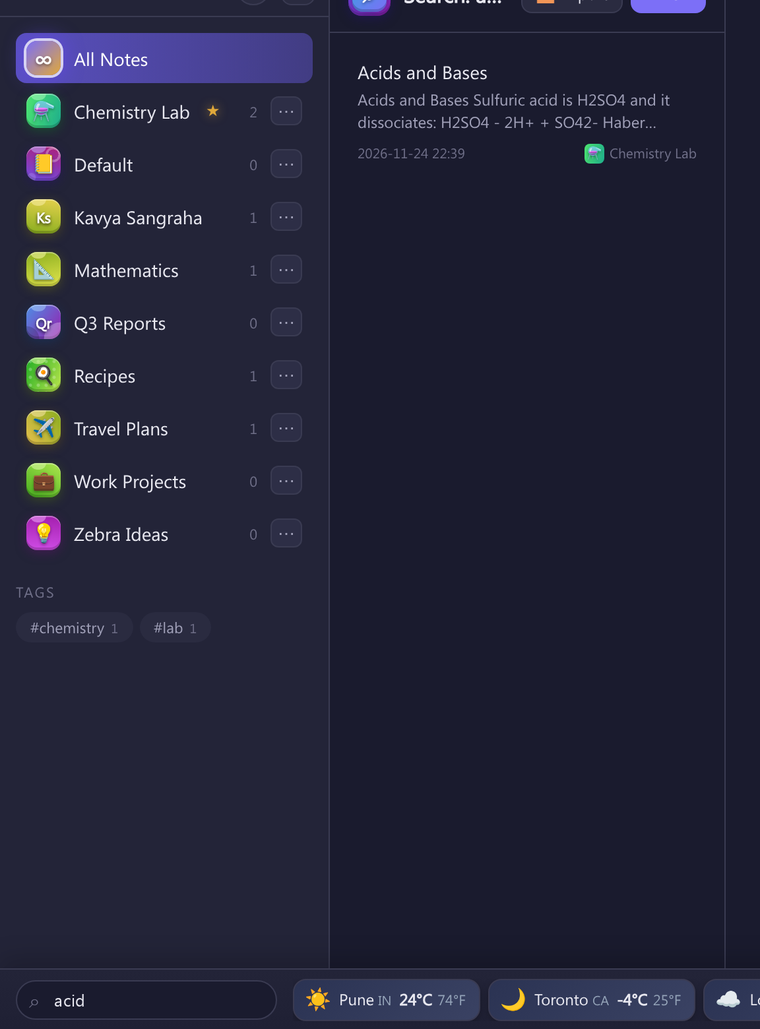 All Notes
Chemistry Lab 2
Default 0
Ks Kavya Sangraha 1
Mathematics 1
Qr Q3 Reports 0
Recipes 1
Travel Plans 1
Work Projects 0
Zebra Ideas 0
TAGS
#chemistry 1 #lab 1
Acids and Bases
Acids and Bases Sulfuric acid is H2SO4 and it
dissociates: H2SO4 - 2H+ + SO42- Haber...
2026-11-24 22:39 Chemistry Lab
acid
Pune IN 24°C 74°F
Toronto CA -4°C 25°F